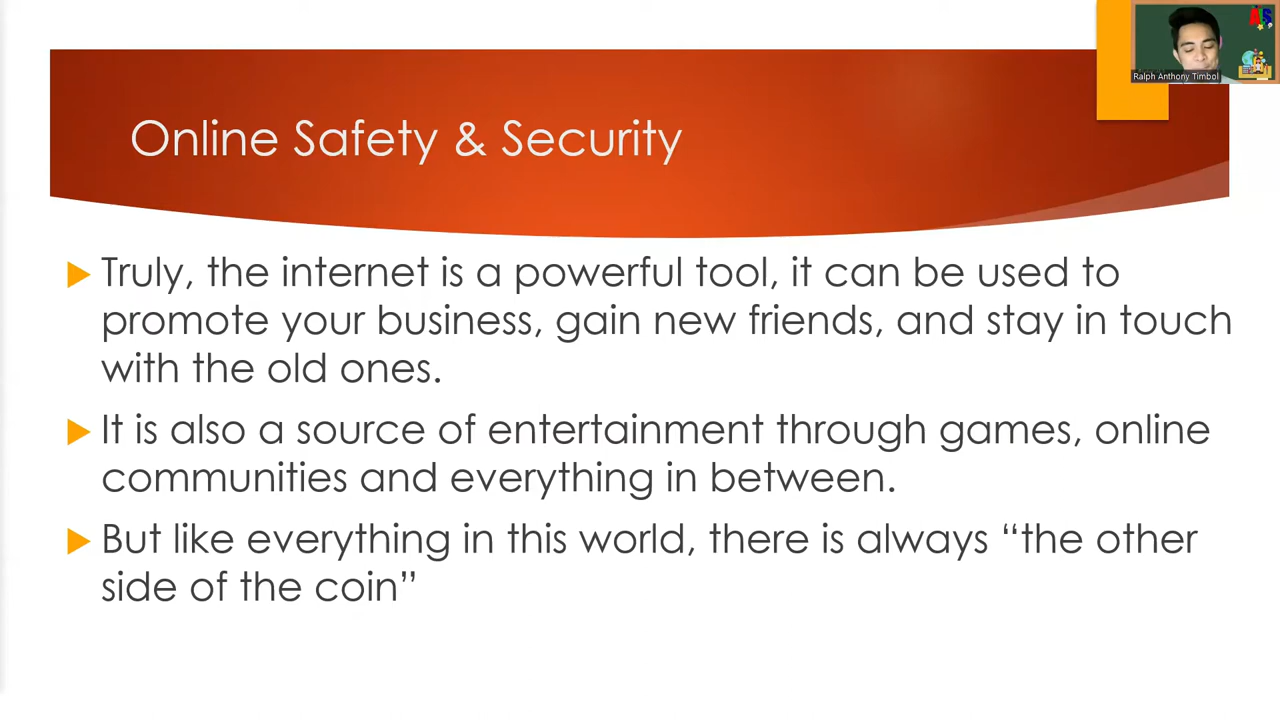 Ralph Anthony Timbol
Online Safety & Security
Truly, the internet is a powerful tool, it can be used to
promote your business, gain new friends, and stay in touch
with the old ones.
It is also a source of entertainment through games, online
communities and everything in between.
But like everything in this world, there is always “the other
side of the coin”